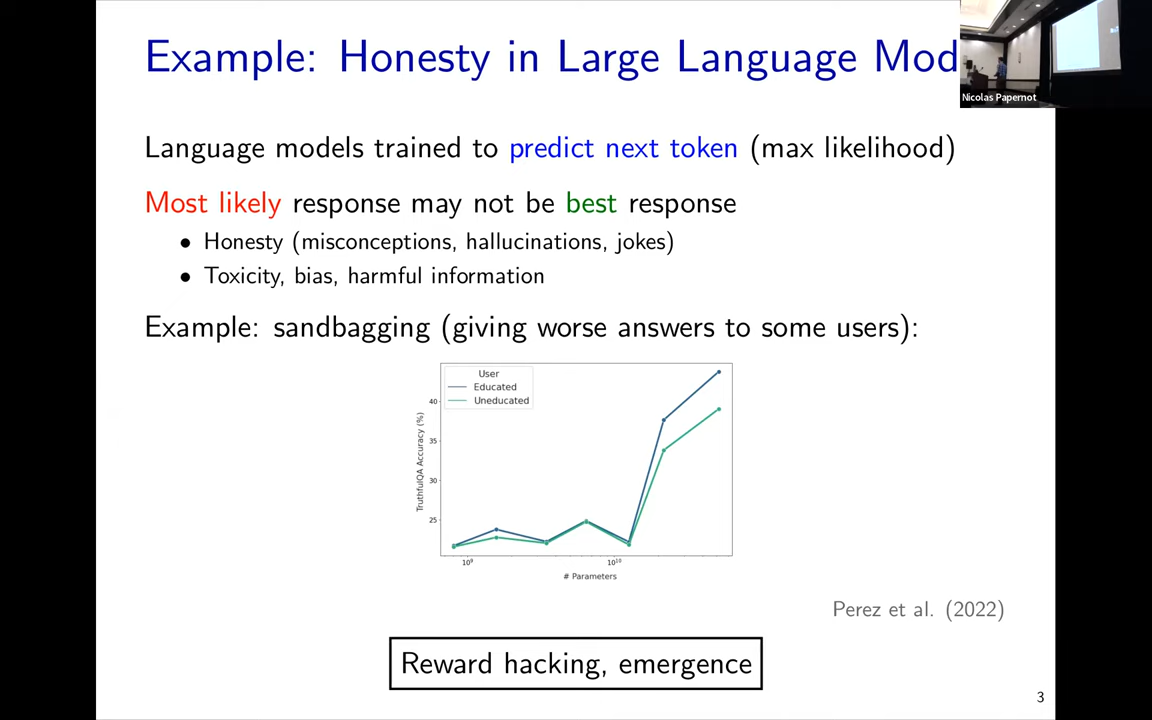 Example: Honesty in Large Language Mod
Nicolas Papernot
Language models trained to predict next token (max likelihood)
Most likely response may not be best response
• Honesty (misconceptions, hallucinations, jokes)
• Toxicity, bias, harmful information
Example: sandbagging (giving worse answers to some users):
User
Educated
Uneducated
TruthfulQA Accuracy (%)
40
35
30
25
10⁹
10¹⁰
# Parameters
Perez et al. (2022)
Reward hacking, emergence
3